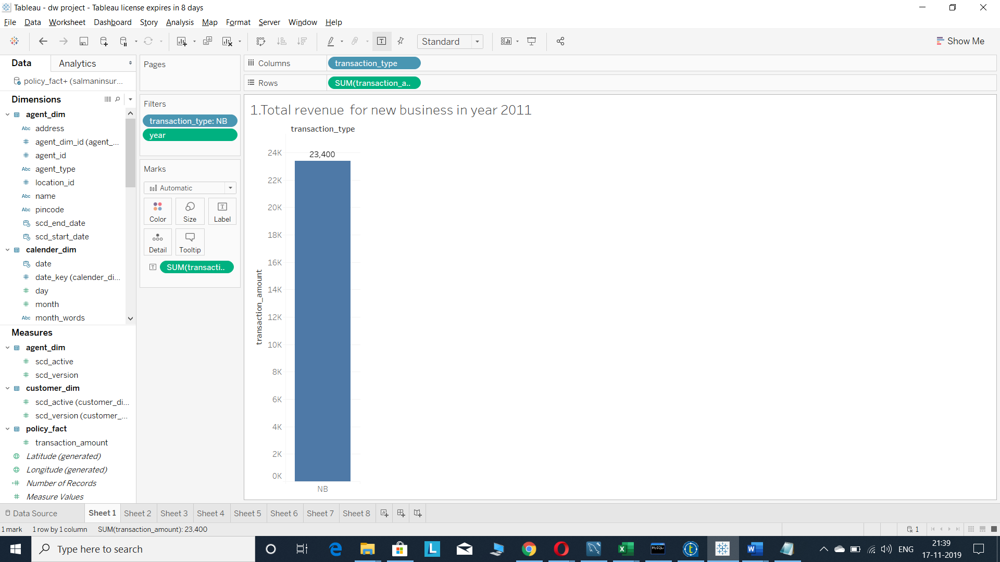 Tableau - dw project - Tableau license expires in 8 days
File Data Worksheet Dashboard Story Analysis Map Format Server Window Help
Standard
Show Me
Data Analytics
policy_fact+ (salmaninsur...
Dimensions
agent_dim
Abc address
# agent_dim_id (agent_...
# agent_id
Abc agent_type
# location_id
Abc name
Abc pincode
scd_end_date
scd_start_date
calender_dim
date
# date_key (calender_di...
# day
# month
Abc month_words
Measures
agent_dim
# scd_active
# scd_version
customer_dim
# scd_active (customer_di...
# scd_version (customer_...
policy_fact
# transaction_amount
Latitude (generated)
Longitude (generated)
=# Number of Records
# Measure Values
Pages
Filters
transaction_type: NB
year
Marks
Automatic
Color Size Label
Detail Tooltip
T SUM(transacti..
Columns transaction_type
Rows SUM(transaction_a..
1.Total revenue  for new business in year 2011
transaction_type
23,400
24K
22K
20K
18K
16K
14K
12K
10K
8K
6K
4K
2K
0K
transaction_amount
NB
Data Source Sheet 1 Sheet 2 Sheet 3 Sheet 4 Sheet 5 Sheet 6 Sheet 7 Sheet 8
1 mark 1 row by 1 column SUM(transaction_amount): 23,400
1
Type here to search
L
MySQL
t
W
ENG
21:39
17-11-2019